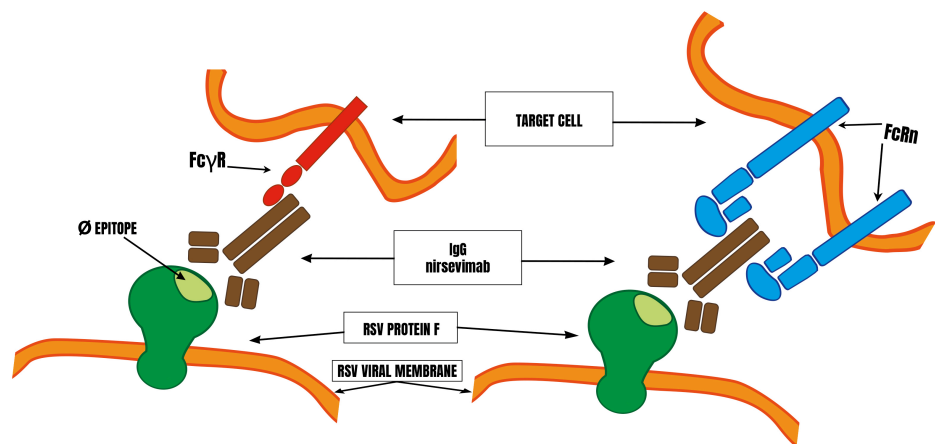 TARGET CELL
FcRn
FcγR
Ø EPITOPE
IgG
nirsevimab
RSV PROTEIN F
RSV VIRAL MEMBRANE